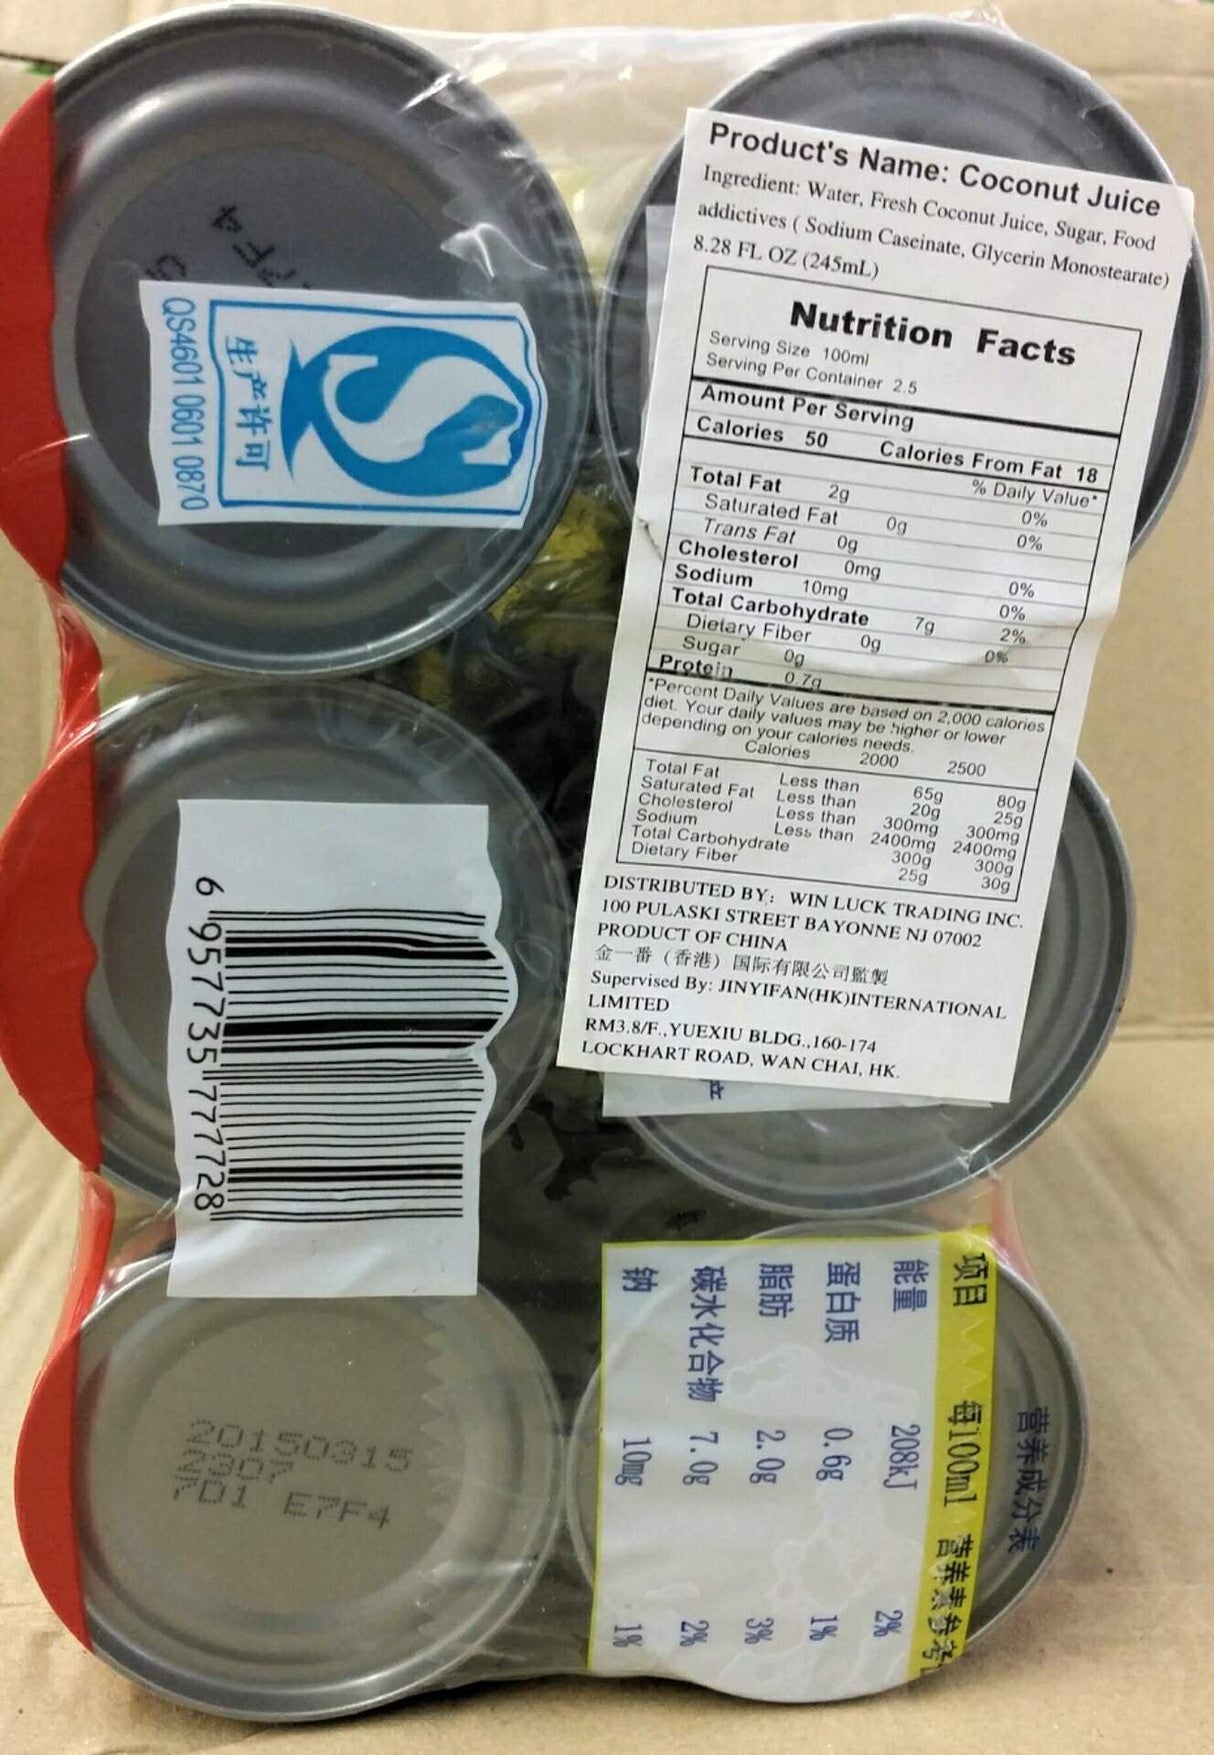 Product's Name: Coconut Juice
Ingredient: Water, Fresh Coconut Juice, Sugar, Food
addictives ( Sodium Caseinate, Glycerin Monostearate)
8.28 FL OZ (245mL)
Nutrition Facts
Serving Size 100ml
Serving Per Container 2.5
Amount Per Serving
Calories 50 Calories From Fat 18
% Daily Value*
Total Fat 2g 0%
Saturated Fat 0g 0%
Trans Fat 0g
Cholesterol 0mg 0%
Sodium 10mg 0%
Total Carbohydrate 7g 2%
Dietary Fiber 0g 0%
Sugar 0g
Protein 0.7g
*Percent Daily Values are based on 2,000 calories
diet. Your daily values may be higher or lower
depending on your calories needs.
Calories 2000 2500
Total Fat Less than 65g 80g
Saturated Fat Less than 20g 25g
Cholesterol Less than 300mg 300mg
Sodium Less than 2400mg 2400mg
Total Carbohydrate 300g 300g
Dietary Fiber 25g 30g
DISTRIBUTED BY: WIN LUCK TRADING INC.
100 PULASKI STREET BAYONNE NJ 07002
PRODUCT OF CHINA
金一番（香港）国际有限公司監製
Supervised By: JINYIFAN(HK)INTERNATIONAL
LIMITED
RM3.8/F.,YUEXIU BLDG.,160-174
LOCKHART ROAD, WAN CHAI, HK.
生产许可
QS4601 0601 0870
6 957735 777728
20150315
2307
7D1 E7F4
营养成分表
项目 每100ml 营养素参考
能量 208kJ 2%
蛋白质 0.6g 1%
脂肪 2.0g 3%
碳水化合物 7.0g 2%
钠 10mg 1%